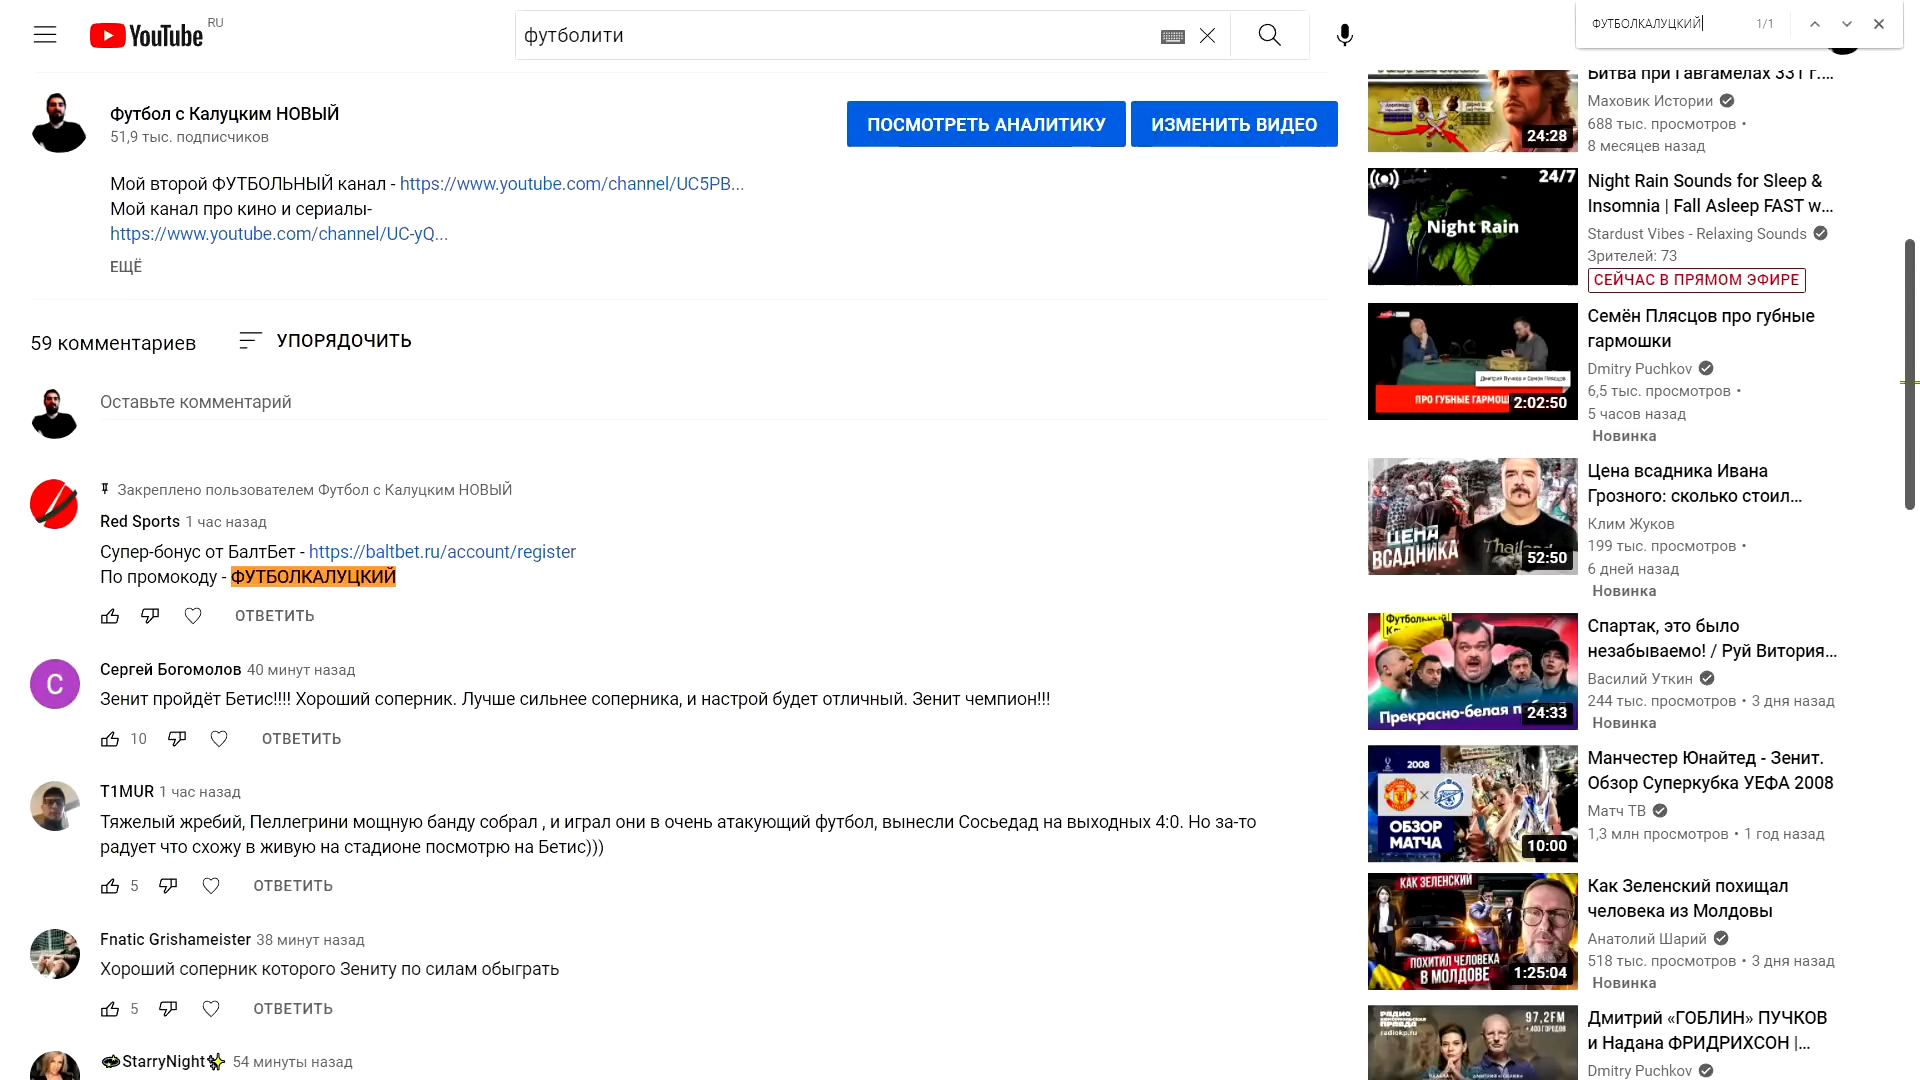 YouTube RU
футболити
ФУТБОЛКАЛУЦКИЙ 1/1
Футбол с Калуцким НОВЫЙ
51,9 тыс. подписчиков
ПОСМОТРЕТЬ АНАЛИТИКУ
ИЗМЕНИТЬ ВИДЕО
Мой второй ФУТБОЛЬНЫЙ канал - https://www.youtube.com/channel/UC5PB...
Мой канал про кино и сериалы-
https://www.youtube.com/channel/UC-yQ...
ЕЩЁ
59 комментариев
УПОРЯДОЧИТЬ
Оставьте комментарий
Закреплено пользователем Футбол с Калуцким НОВЫЙ
Red Sports 1 час назад
Супер-бонус от БалтБет - https://baltbet.ru/account/register
По промокоду - ФУТБОЛКАЛУЦКИЙ
ОТВЕТИТЬ
С
Сергей Богомолов 40 минут назад
Зенит пройдёт Бетис!!!! Хороший соперник. Лучше сильнее соперника, и настрой будет отличный. Зенит чемпион!!!
10 ОТВЕТИТЬ
T1MUR 1 час назад
Тяжелый жребий, Пеллегрини мощную банду собрал , и играл они в очень атакующий футбол, вынесли Сосьедад на выходных 4:0. Но за-то
радует что схожу в живую на стадионе посмотрю на Бетис)))
5 ОТВЕТИТЬ
Fnatic Grishameister 38 минут назад
Хороший соперник которого Зениту по силам обыграть
5 ОТВЕТИТЬ
StarryNight 54 минуты назад
Битва при Гавгамелах 331 г....
Маховик Истории
688 тыс. просмотров •
8 месяцев назад
24:28
24/7
Night Rain
Night Rain Sounds for Sleep &
Insomnia | Fall Asleep FAST w...
Stardust Vibes - Relaxing Sounds
Зрителей: 73
СЕЙЧАС В ПРЯМОМ ЭФИРЕ
Дмитрий Пучков и Семён Плясцов
ПРО ГУБНЫЕ ГАРМОШ
2:02:50
Семён Плясцов про губные
гармошки
Dmitry Puchkov
6,5 тыс. просмотров •
5 часов назад
Новинка
ЦЕНА
ВСАДНИКА
Thailand
52:50
Цена всадника Ивана
Грозного: сколько стоил...
Клим Жуков
199 тыс. просмотров •
6 дней назад
Новинка
Футбольный
Прекрасно-белая
24:33
Спартак, это было
незабываемо! / Руй Витория...
Василий Уткин
244 тыс. просмотров • 3 дня назад
Новинка
2008
ОБЗОР
МАТЧА
10:00
Манчестер Юнайтед - Зенит.
Обзор Суперкубка УЕФА 2008
Матч ТВ
1,3 млн просмотров • 1 год назад
КАК ЗЕЛЕНСКИЙ
ПОХИТИЛ ЧЕЛОВЕКА
В МОЛДОВЕ
1:25:04
Как Зеленский похищал
человека из Молдовы
Анатолий Шарий
518 тыс. просмотров • 3 дня назад
Новинка
РАДИО
КОМСОМОЛЬСКАЯ
ПРАВДА
radiokp.ru
97,2FM
+ 400 ГОРОДОВ
Дмитрий «ГОБЛИН» ПУЧКОВ
и Надана ФРИДРИХСОН |...
Dmitry Puchkov